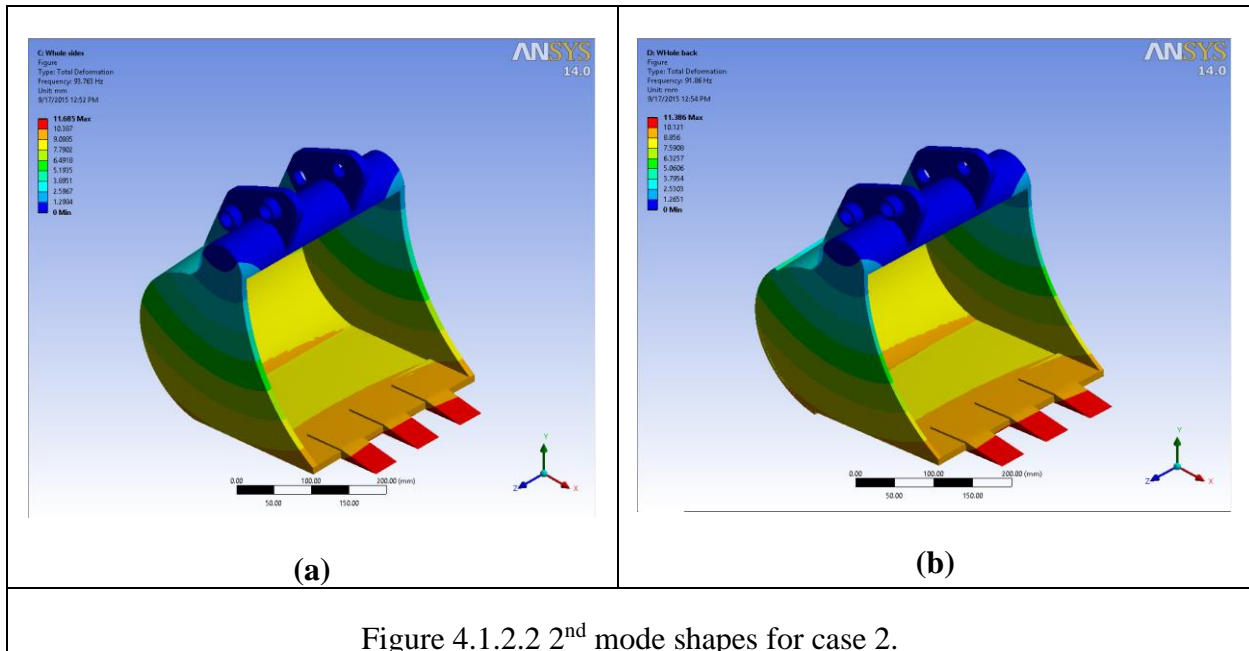 C: Whole sides
Figure
Type: Total Deformation
Frequency: 93.763 Hz
Unit: mm
9/17/2015 12:52 PM
11.685 Max
10.387
9.0885
7.7902
6.4918
5.1935
3.8951
2.5967
1.2984
0 Min
ANSYS
14.0
Y
Z
X
0.00 100.00 200.00 (mm)
50.00 150.00
(a)
D: WHole back
Figure
Type: Total Deformation
Frequency: 91.86 Hz
Unit: mm
9/17/2015 12:54 PM
11.386 Max
10.121
8.856
7.5908
6.3257
5.0606
3.7954
2.5303
1.2651
0 Min
ANSYS
14.0
Y
Z
X
0.00 100.00 200.00 (mm)
50.00 150.00
(b)
Figure 4.1.2.2 2nd mode shapes for case 2.